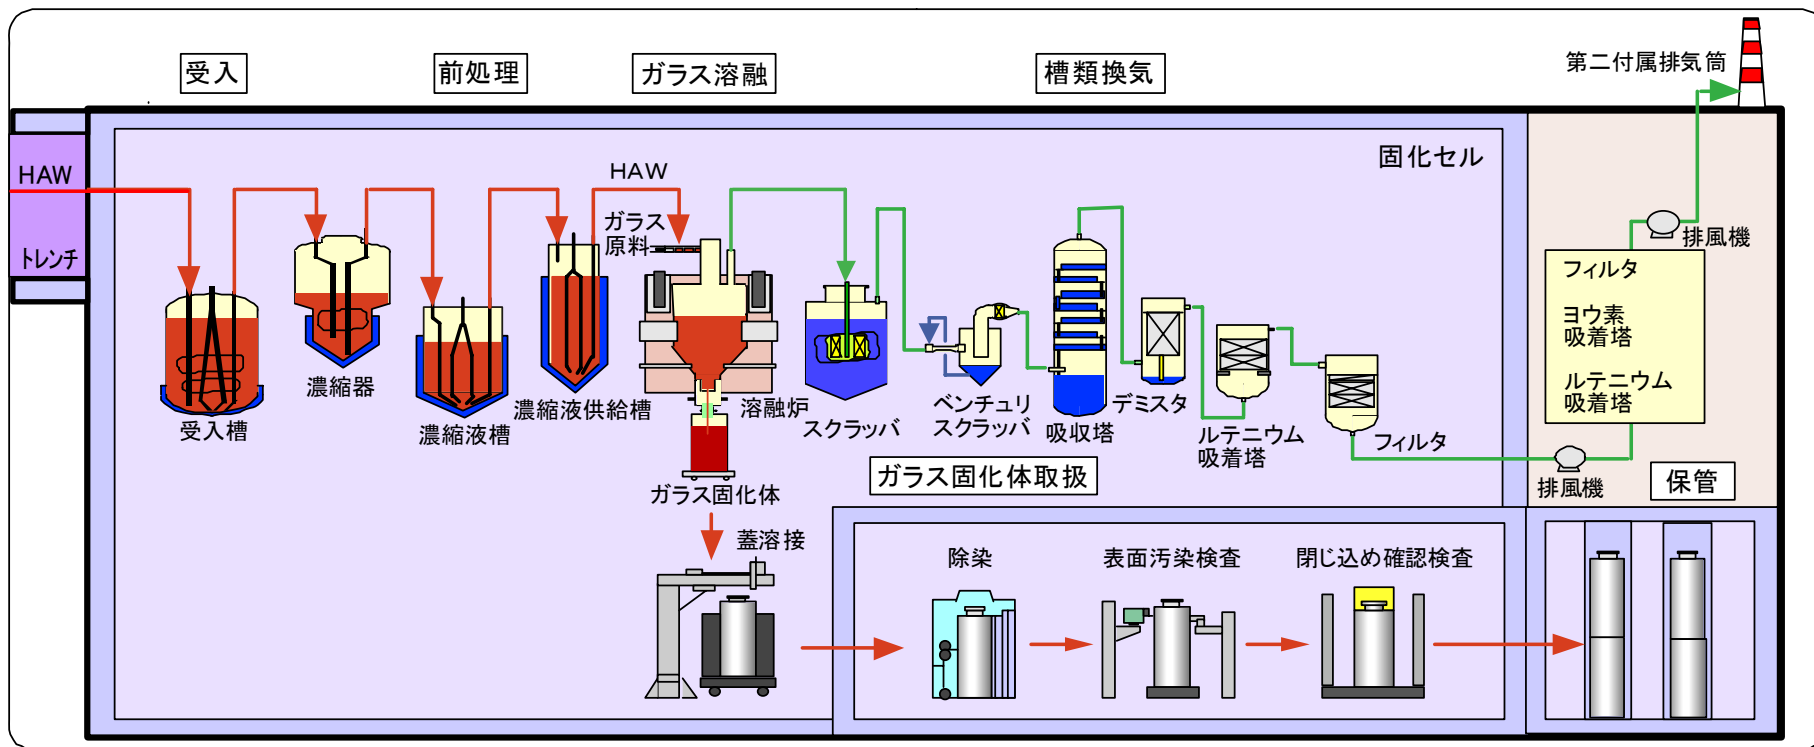 受入
前処理
ガラス溶融
槽類換気
第二付属排気筒
HAW
トレンチ
HAW
ガラス
原料
固化セル
排風機
フィルタ
ヨウ素
吸着塔
ルテニウム
吸着塔
受入槽
濃縮器
濃縮液槽
濃縮液供給槽
溶融炉
スクラッバ
ベンチュリ
スクラッバ
吸収塔
デミスタ
ルテニウム
吸着塔
フィルタ
排風機
ガラス固化体
ガラス固化体取扱
保管
蓋溶接
除染
表面汚染検査
閉じ込め確認検査